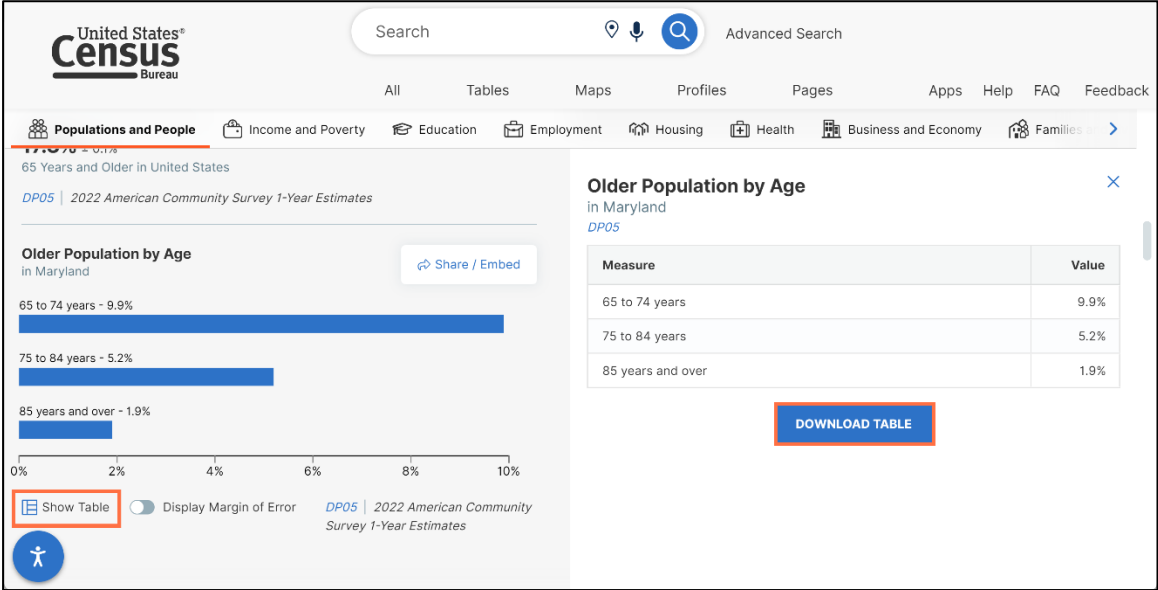 United States®
Census
Bureau
Search
Advanced Search
All Tables Maps Profiles Pages Apps Help FAQ Feedback
Populations and People Income and Poverty Education Employment Housing Health Business and Economy Families
± 0.1%
65 Years and Older in United States
DP05 | 2022 American Community Survey 1-Year Estimates
Older Population by Age
in Maryland
Share / Embed
65 to 74 years - 9.9%
75 to 84 years - 5.2%
85 years and over - 1.9%
0% 2% 4% 6% 8% 10%
Show Table
Display Margin of Error
DP05 | 2022 American Community
Survey 1-Year Estimates
Older Population by Age
in Maryland
DP05
Measure Value
65 to 74 years 9.9%
75 to 84 years 5.2%
85 years and over 1.9%
DOWNLOAD TABLE